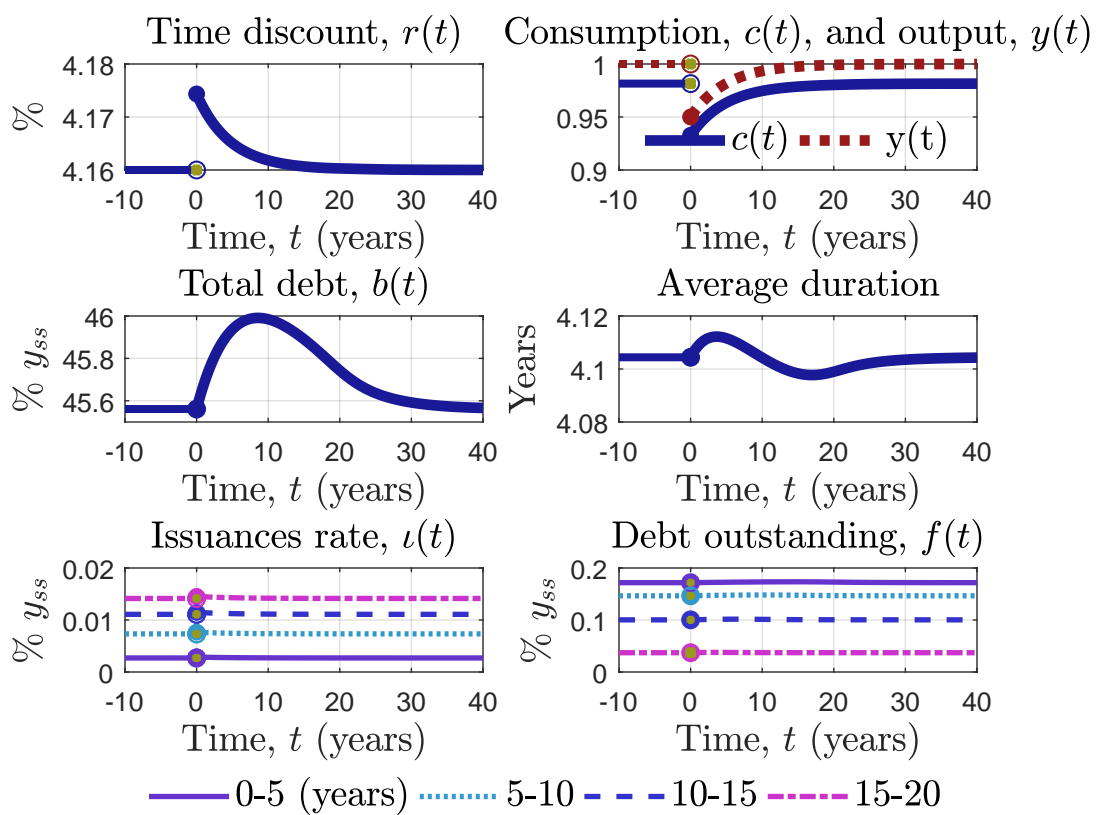 Time discount, r(t)
Consumption, c(t), and output, y(t)
%
4.18
4.17
4.16
-10 0 10 20 30 40
Time, t (years)
1
0.95
0.9
c(t) y(t)
-10 0 10 20 30 40
Time, t (years)
Total debt, b(t)
Average duration
% yss
46
45.8
45.6
-10 0 10 20 30 40
Time, t (years)
Years
4.12
4.1
4.08
-10 0 10 20 30 40
Time, t (years)
Issuances rate, ι(t)
Debt outstanding, f(t)
% yss
0.02
0.01
0
-10 0 10 20 30 40
Time, t (years)
% yss
0.2
0.1
0
-10 0 10 20 30 40
Time, t (years)
0-5 (years) 5-10 10-15 15-20